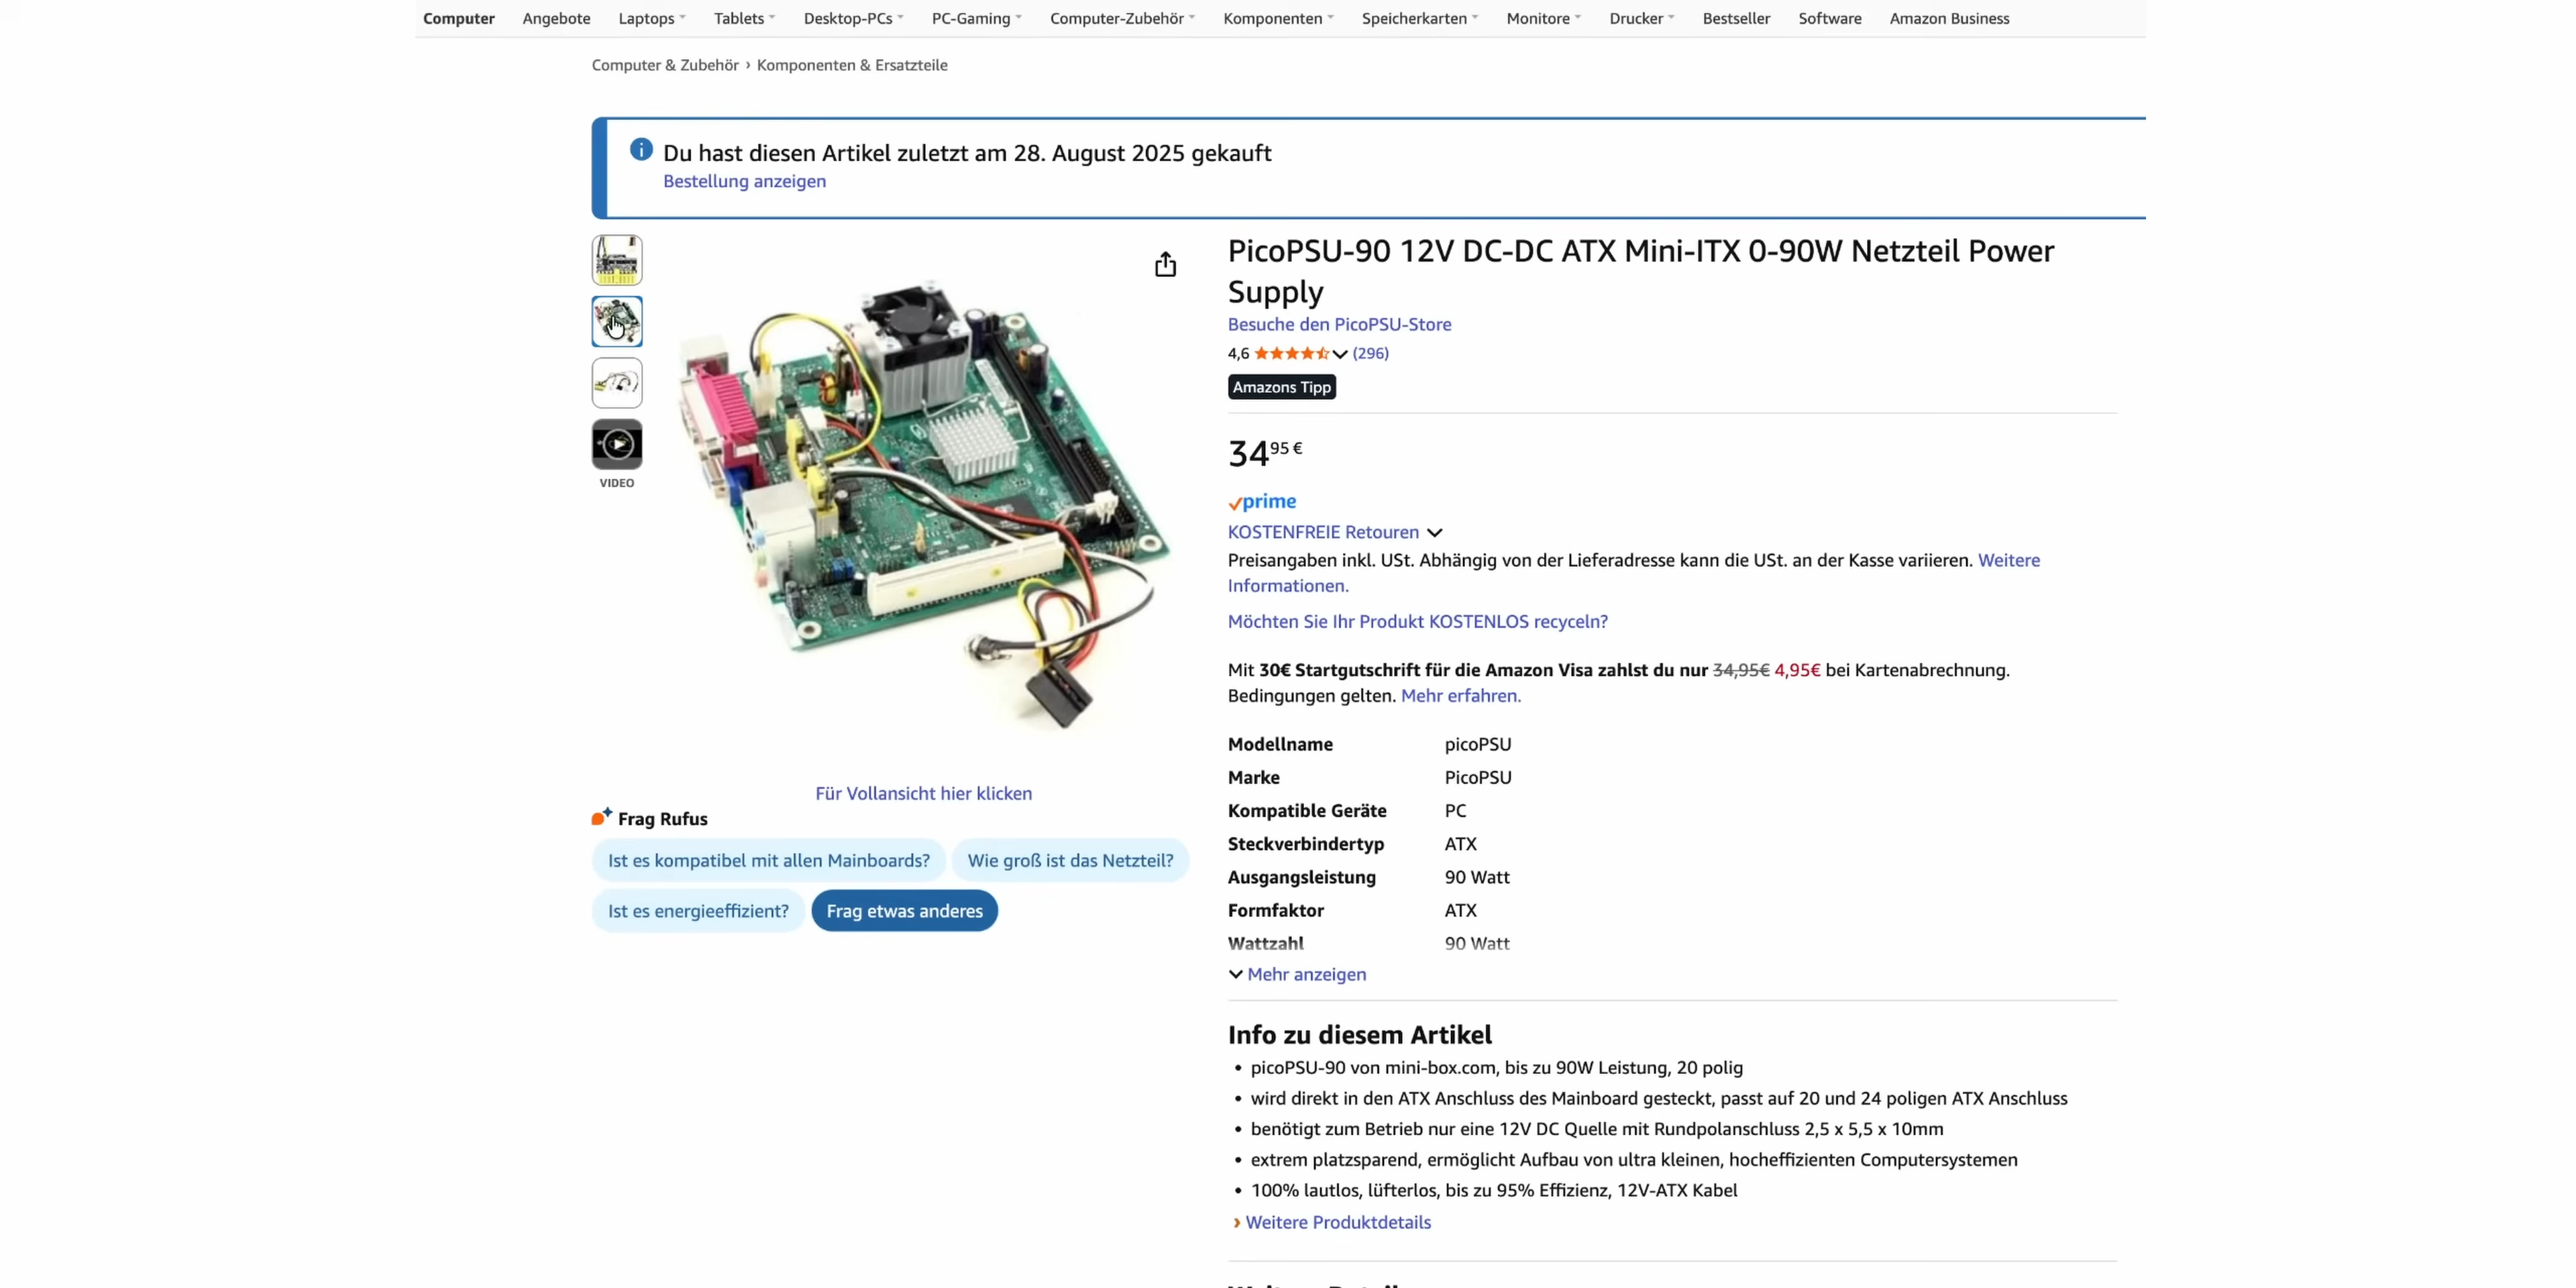 Computer Angebote Laptops Tablets Desktop-PCs PC-Gaming Computer-Zubehör Komponenten Speicherkarten Monitore Drucker Bestseller Software Amazon Business
Computer & Zubehör › Komponenten & Ersatzteile
Du hast diesen Artikel zuletzt am 28. August 2025 gekauft
Bestellung anzeigen
VIDEO
Für Vollansicht hier klicken
Frag Rufus
Ist es kompatibel mit allen Mainboards? Wie groß ist das Netzteil?
Ist es energieeffizient? Frag etwas anderes
PicoPSU-90 12V DC-DC ATX Mini-ITX 0-90W Netzteil Power
Supply
Besuche den PicoPSU-Store
4,6 (296)
Amazons Tipp
34 95 €
prime
KOSTENFREIE Retouren
Preisangaben inkl. USt. Abhängig von der Lieferadresse kann die USt. an der Kasse variieren. Weitere
Informationen.
Möchten Sie Ihr Produkt KOSTENLOS recyceln?
Mit 30€ Startgutschrift für die Amazon Visa zahlst du nur 34,95€ 4,95€ bei Kartenabrechnung.
Bedingungen gelten. Mehr erfahren.
Modellname picoPSU
Marke PicoPSU
Kompatible Geräte PC
Steckverbindertyp ATX
Ausgangsleistung 90 Watt
Formfaktor ATX
Wattzahl 90 Watt
Mehr anzeigen
Info zu diesem Artikel
• picoPSU-90 von mini-box.com, bis zu 90W Leistung, 20 polig
• wird direkt in den ATX Anschluss des Mainboard gesteckt, passt auf 20 und 24 poligen ATX Anschluss
• benötigt zum Betrieb nur eine 12V DC Quelle mit Rundpolanschluss 2,5 x 5,5 x 10mm
• extrem platzsparend, ermöglicht Aufbau von ultra kleinen, hocheffizienten Computersystemen
• 100% lautlos, lüfterlos, bis zu 95% Effizienz, 12V-ATX Kabel
› Weitere Produktdetails